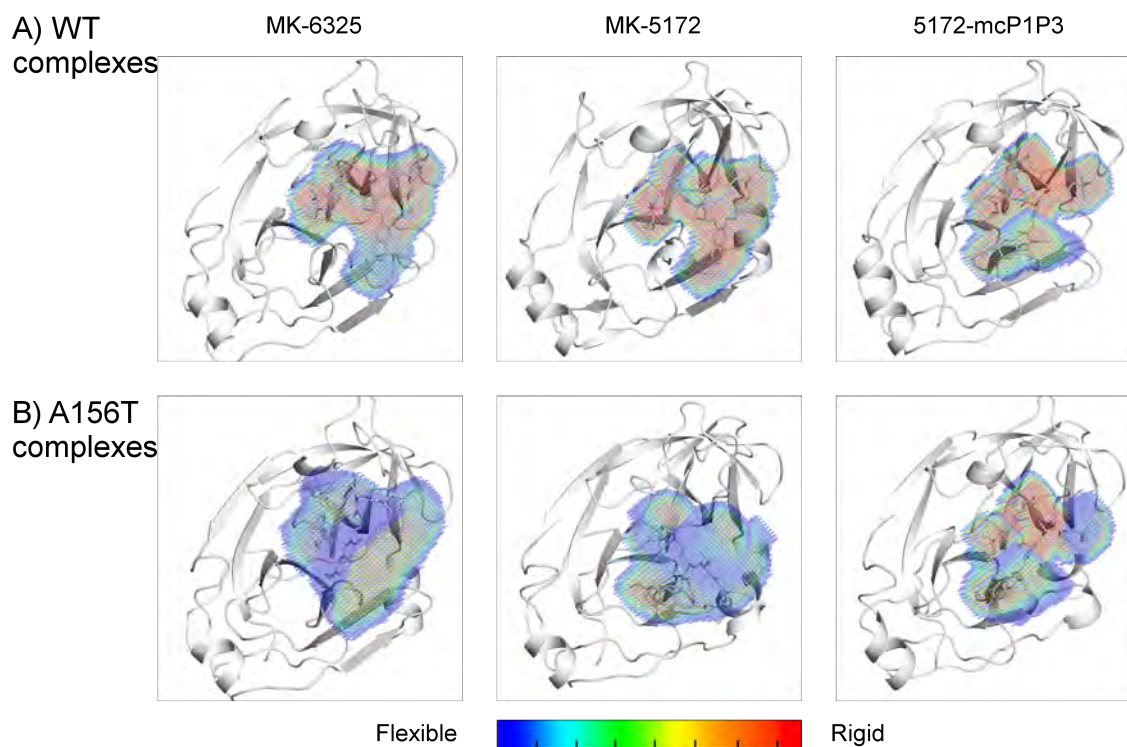 A) WT
complexes
MK-6325
MK-5172
5172-mcP1P3
B) A156T
complexes
Flexible
Rigid